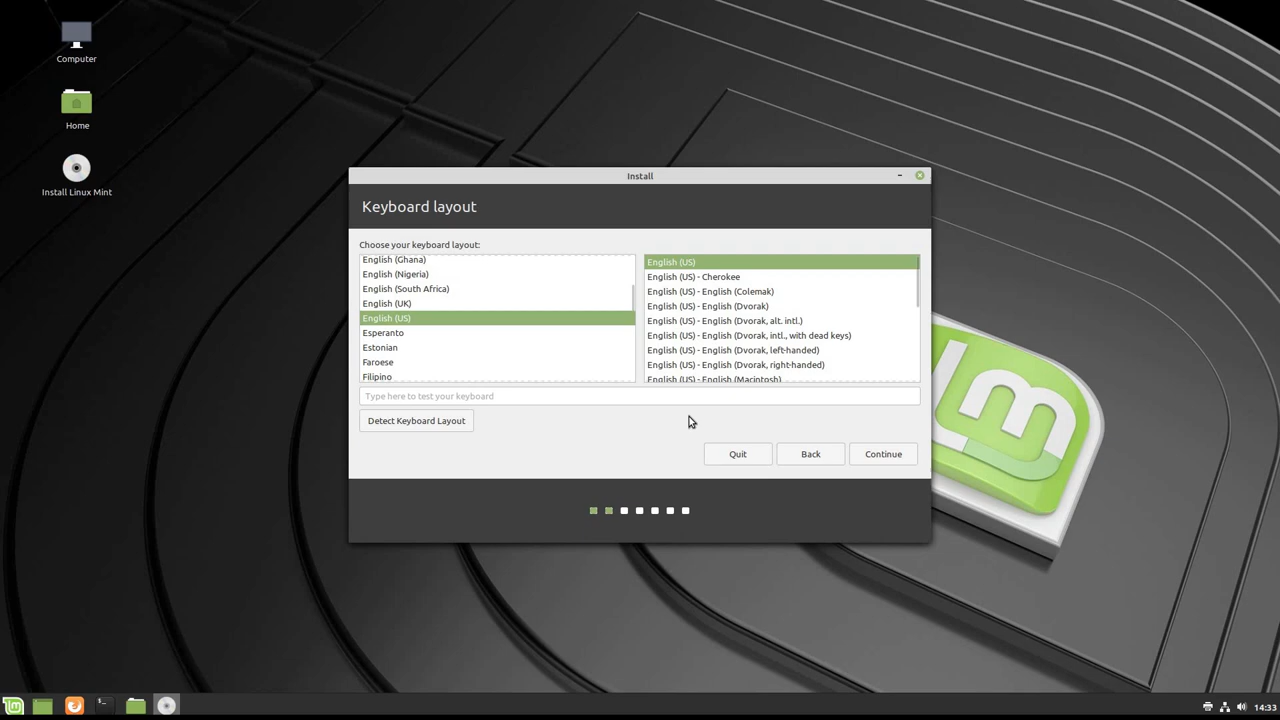 Computer
Home
Install Linux Mint
Install
Keyboard layout
Choose your keyboard layout:
English (Ghana)
English (Nigeria)
English (South Africa)
English (UK)
English (US)
Esperanto
Estonian
Faroese
Filipino
English (US)
English (US) - Cherokee
English (US) - English (Colemak)
English (US) - English (Dvorak)
English (US) - English (Dvorak, alt. intl.)
English (US) - English (Dvorak, intl., with dead keys)
English (US) - English (Dvorak, left-handed)
English (US) - English (Dvorak, right-handed)
English (US) - English (Macintosh)
Type here to test your keyboard
Detect Keyboard Layout
Quit
Back
Continue
14:33